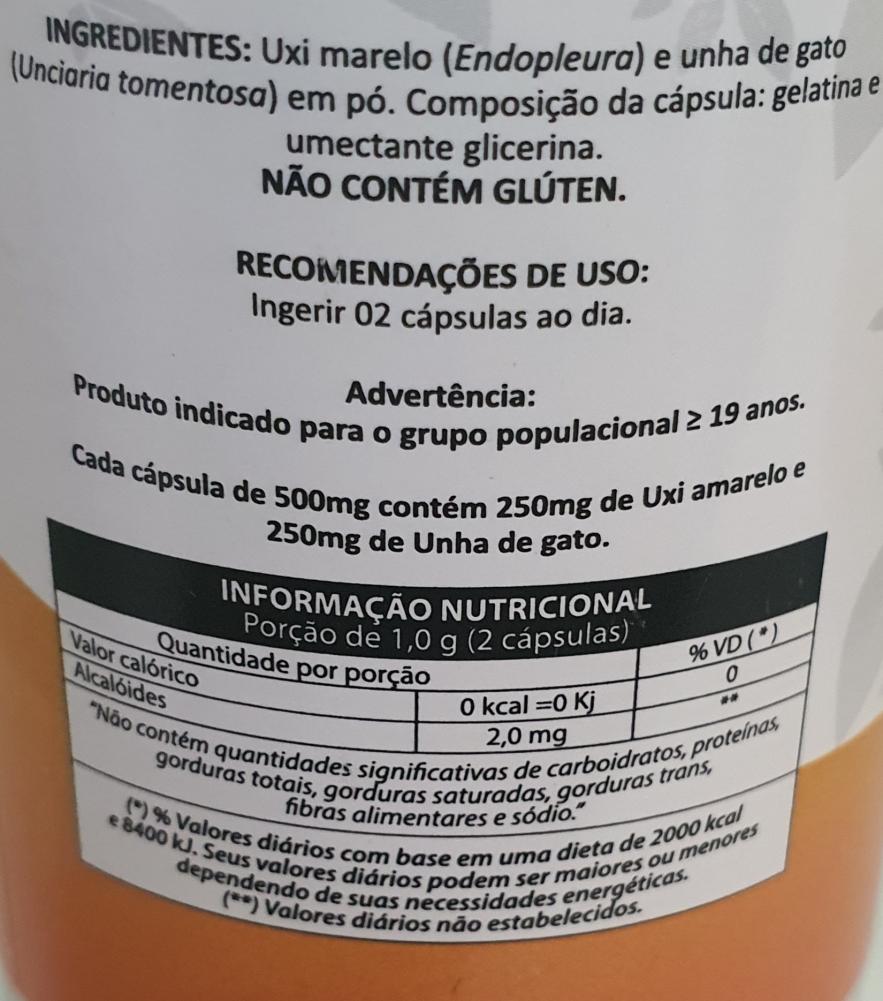 INGREDIENTES: Uxi marelo (Endopleura) e unha de gato
(Unciaria tomentosa) em pó. Composição da cápsula: gelatina e
umectante glicerina.
NÃO CONTÉM GLÚTEN.
RECOMENDAÇÕES DE USO:
Ingerir 02 cápsulas ao dia.
Advertência:
Produto indicado para o grupo populacional ≥ 19 anos.
Cada cápsula de 500mg contém 250mg de Uxi amarelo e
250mg de Unha de gato.
INFORMAÇÃO NUTRICIONAL
Porção de 1,0 g (2 cápsulas)
Quantidade por porção % VD (*)
Valor calórico 0 kcal =0 Kj 0
Alcalóides 2,0 mg **
"Não contém quantidades significativas de carboidratos, proteínas,
gorduras totais, gorduras saturadas, gorduras trans,
fibras alimentares e sódio."
(*) % Valores diários com base em uma dieta de 2000 kcal
e 8400 kJ. Seus valores diários podem ser maiores ou menores
dependendo de suas necessidades energéticas.
(**) Valores diários não estabelecidos.